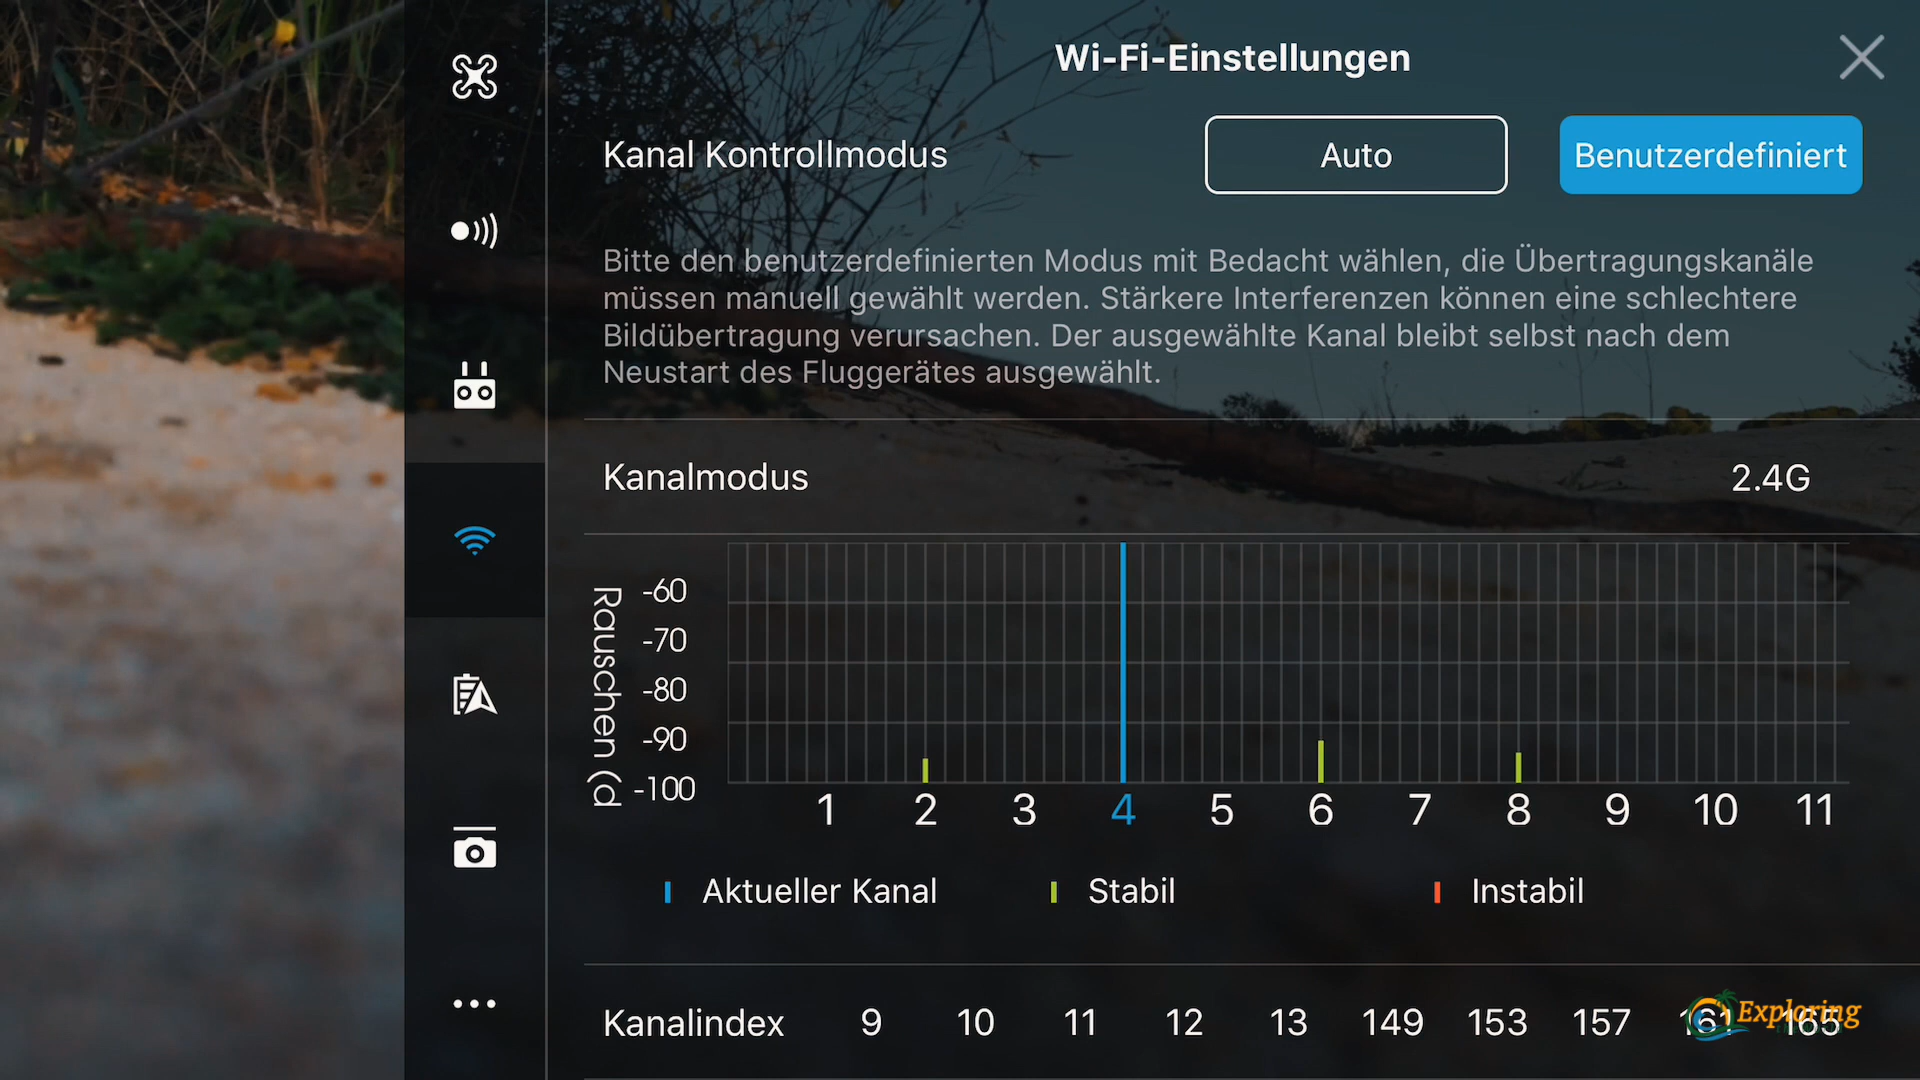 Wi-Fi-Einstellungen
Kanal Kontrollmodus
Auto
Benutzerdefiniert
Bitte den benutzerdefinierten Modus mit Bedacht wählen, die Übertragungskanäle
müssen manuell gewählt werden. Stärkere Interferenzen können eine schlechtere
Bildübertragung verursachen. Der ausgewählte Kanal bleibt selbst nach dem
Neustart des Fluggerätes ausgewählt.
Kanalmodus 2.4G
Rauschen (d
-60
-70
-80
-90
-100
1 2 3 4 5 6 7 8 9 10 11
Aktueller Kanal Stabil Instabil
Kanalindex 9 10 11 12 13 149 153 157 161 165
Exploring